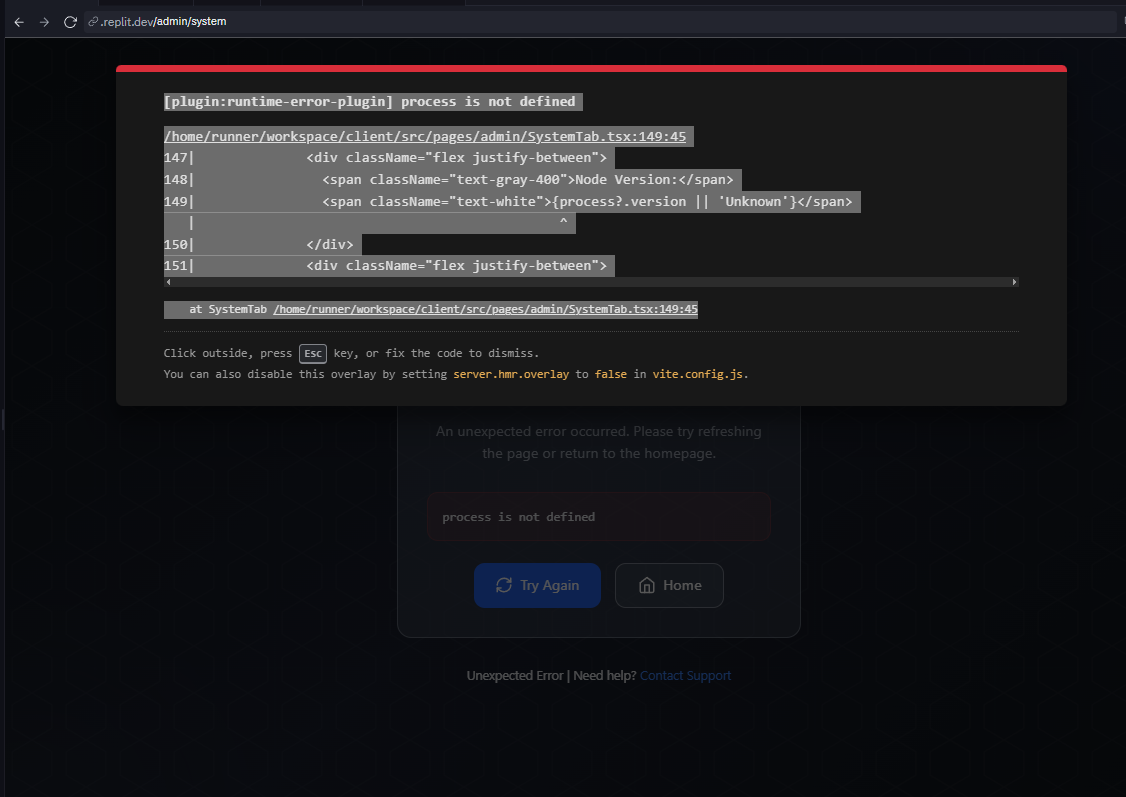 .replit.dev/admin/system
[plugin:runtime-error-plugin] process is not defined
/home/runner/workspace/client/src/pages/admin/SystemTab.tsx:149:45
147|              <div className="flex justify-between">
148|                <span className="text-gray-400">Node Version:</span>
149|                <span className="text-white">{process?.version || 'Unknown'}</span>
   |                                              ^
150|              </div>
151|              <div className="flex justify-between">
at SystemTab /home/runner/workspace/client/src/pages/admin/SystemTab.tsx:149:45
Click outside, press Esc key, or fix the code to dismiss.
You can also disable this overlay by setting server.hmr.overlay to false in vite.config.js.
An unexpected error occurred. Please try refreshing
the page or return to the homepage.
process is not defined
Try Again
Home
Unexpected Error | Need help? Contact Support